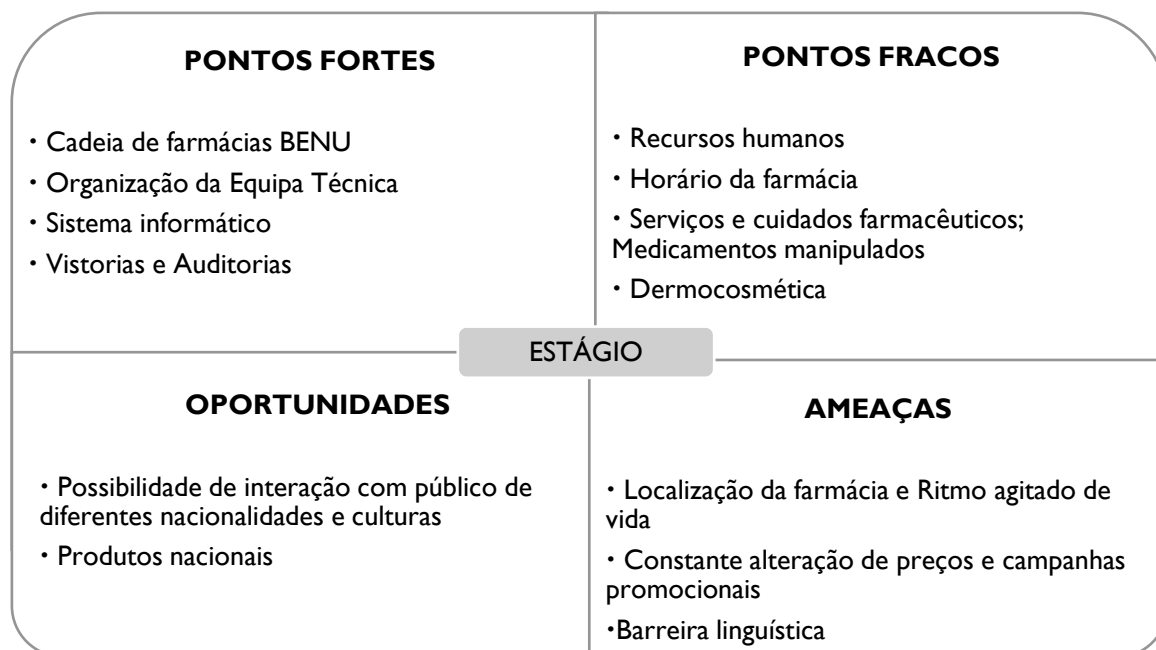 PONTOS FORTES
• Cadeia de farmácias BENU
• Organização da Equipa Técnica
• Sistema informático
• Vistorias e Auditorias
PONTOS FRACOS
• Recursos humanos
• Horário da farmácia
• Serviços e cuidados farmacêuticos;
Medicamentos manipulados
• Dermocosmética
ESTÁGIO
OPORTUNIDADES
• Possibilidade de interação com público de
diferentes nacionalidades e culturas
• Produtos nacionais
AMEAÇAS
• Localização da farmácia e Ritmo agitado de
vida
• Constante alteração de preços e campanhas
promocionais
•Barreira linguística